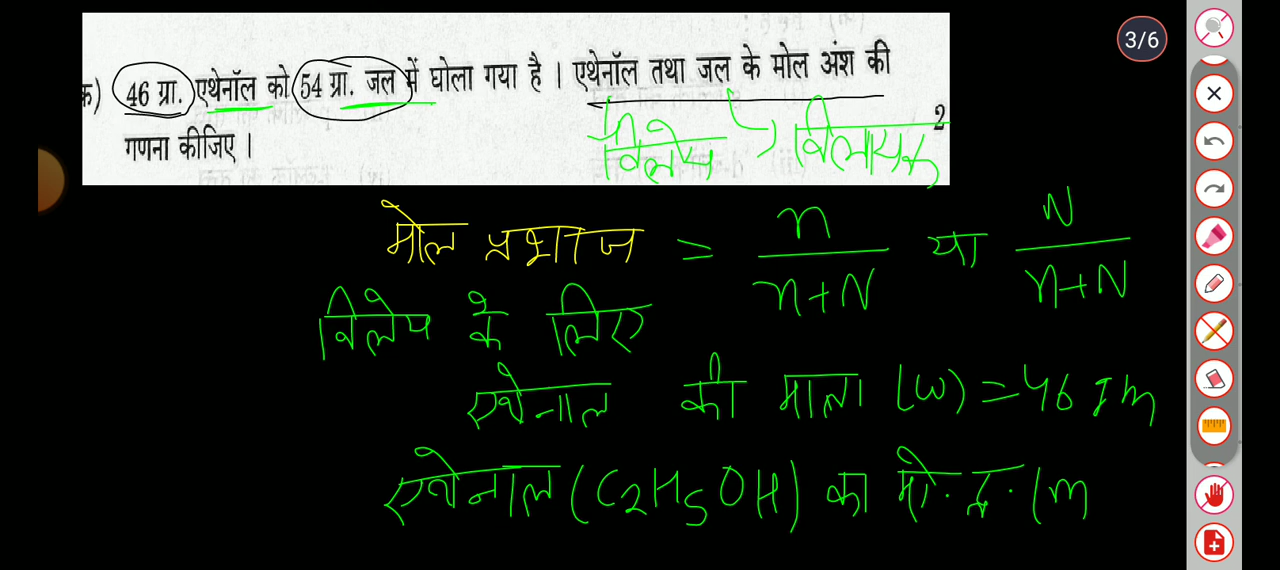 3/6
क) 46 ग्रा. एथेनॉल को 54 ग्रा. जल में घोला गया है । एथेनॉल तथा जल के मोल अंश की
गणना कीजिए । 2
विलेय विलायक
मोल प्रभाज = n/n+N या N/n+N
विलेय के लिए
एथेनाल की मात्रा (W) = 46 gm
एथेनाल (C2H5OH) का मो. द्र. (m